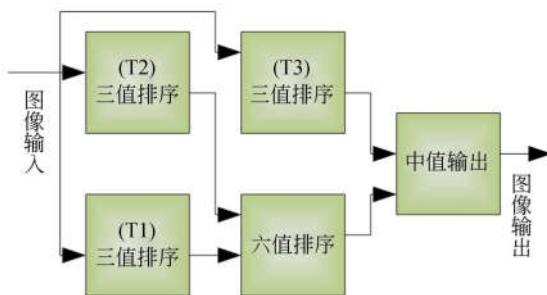 图像输入
(T2)
三值排序
(T3)
三值排序
中值输出
图像输出
(T1)
三值排序
六值排序